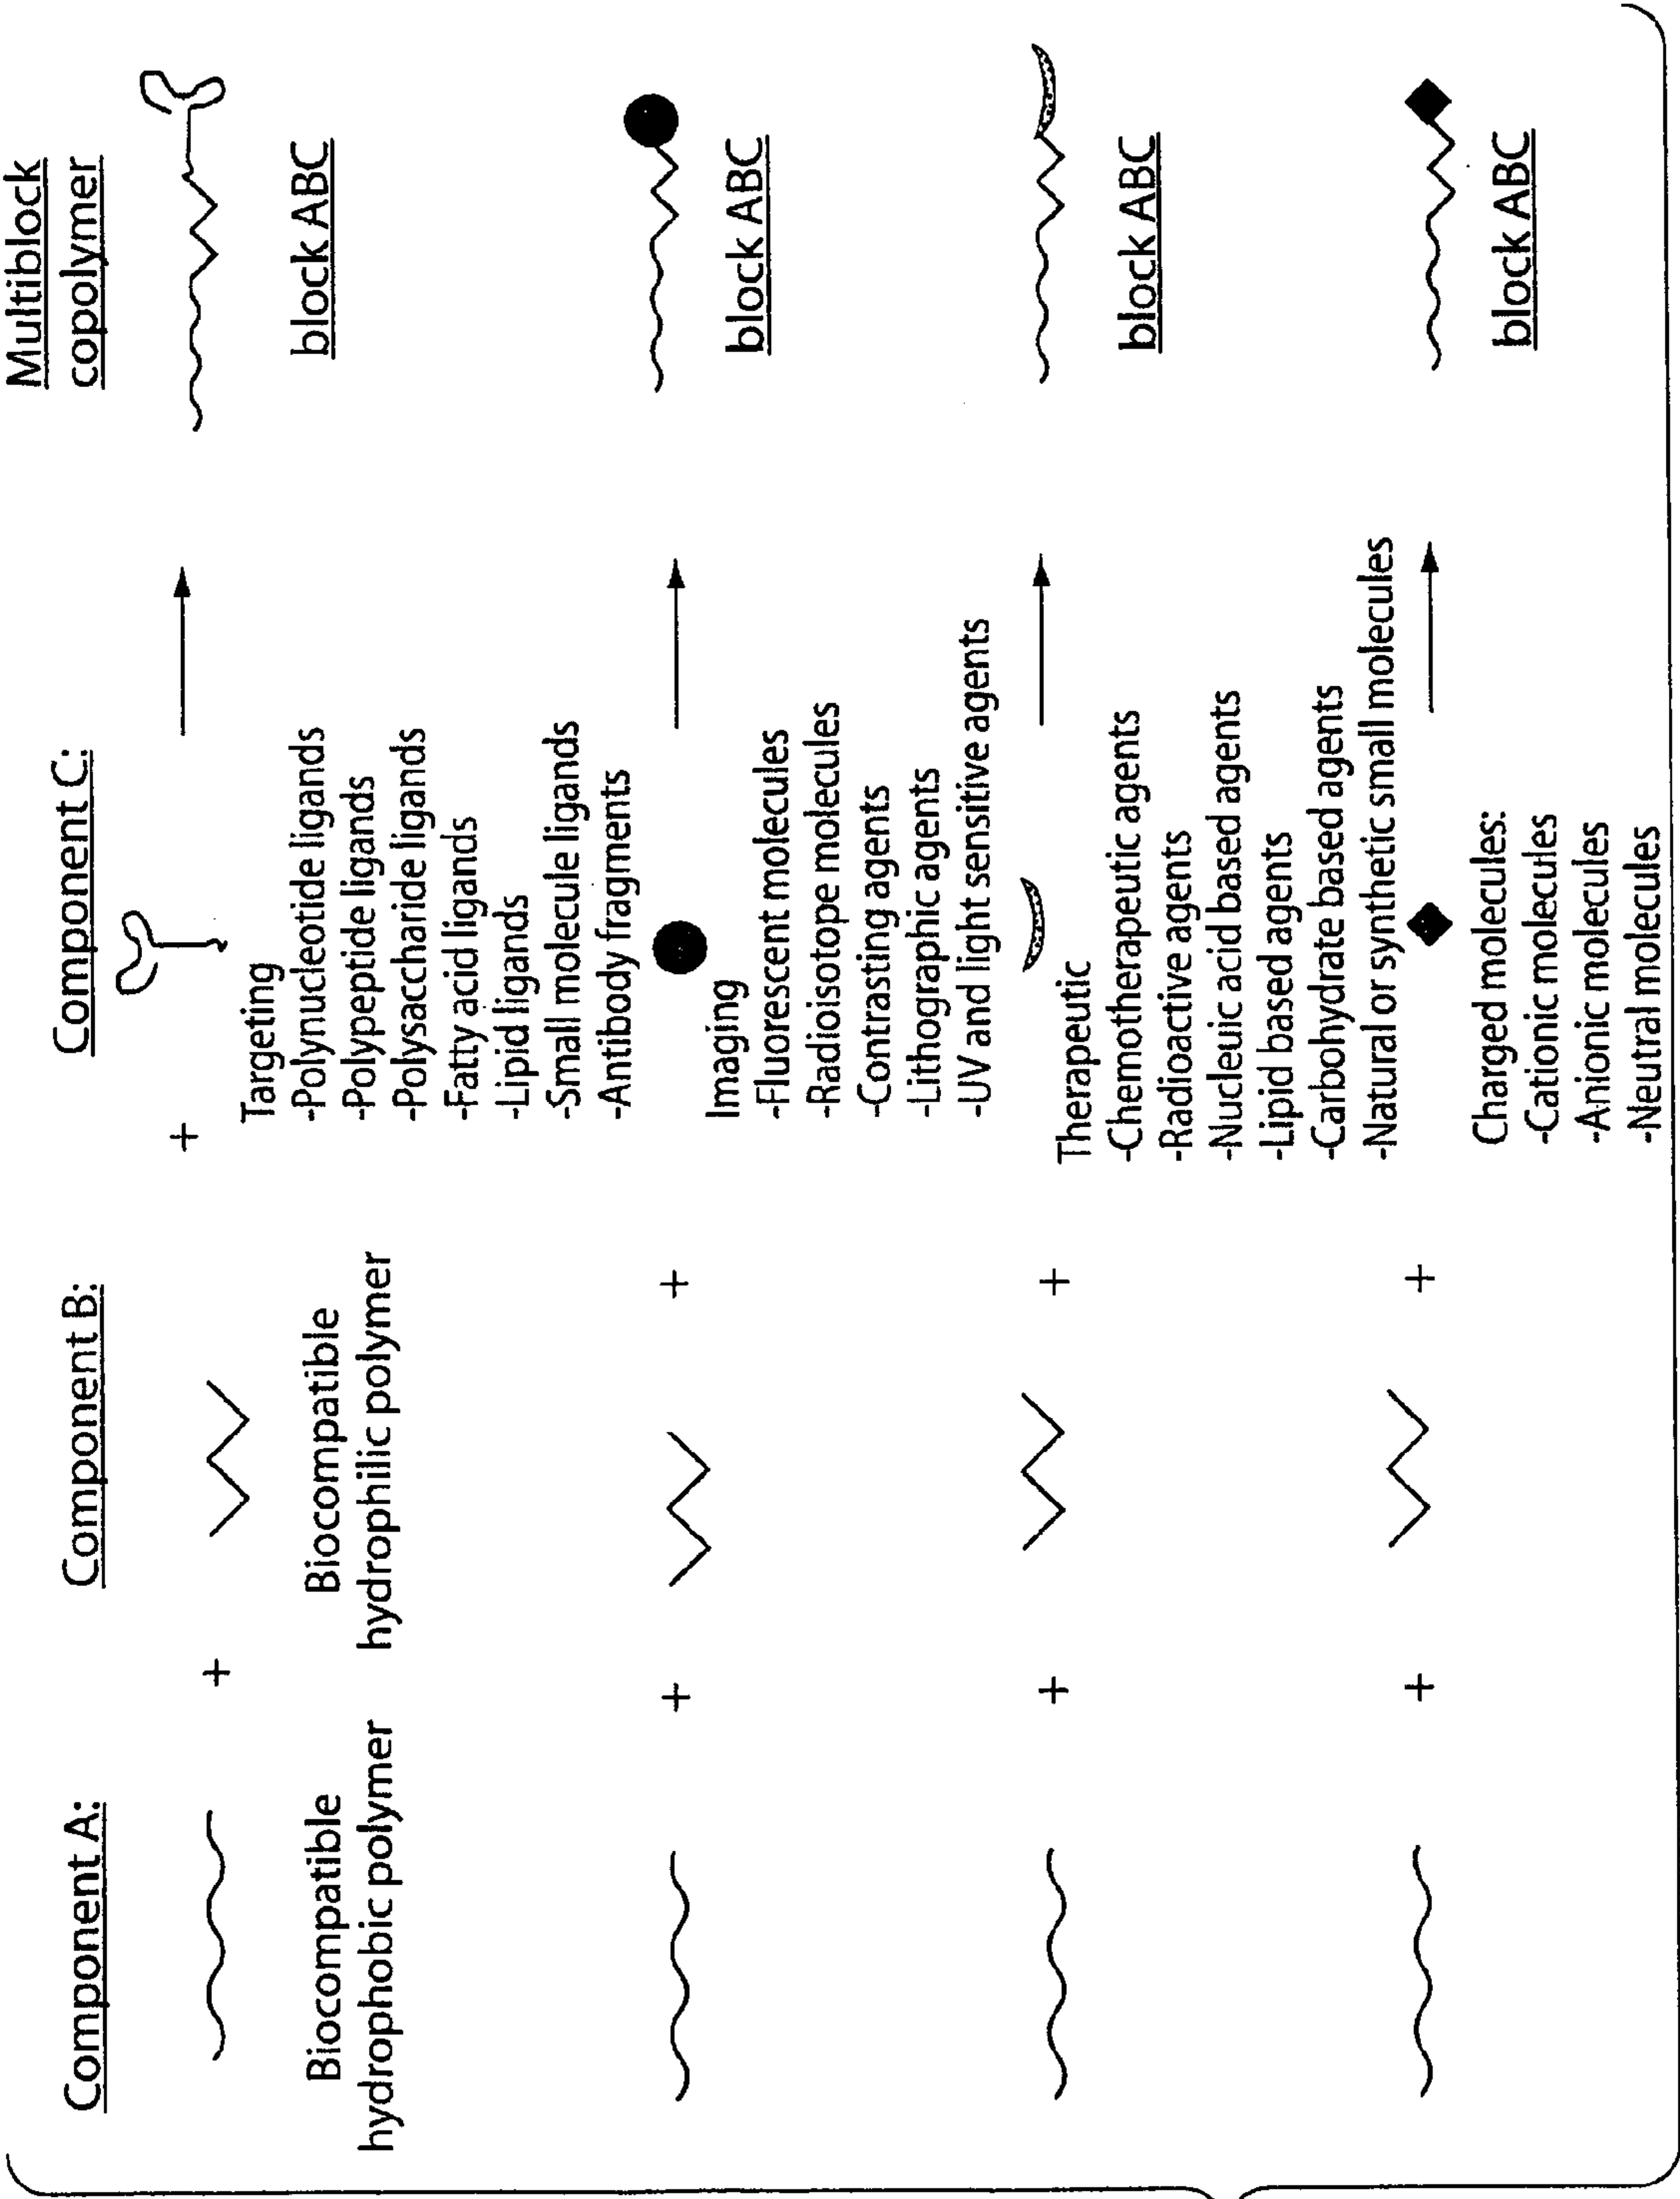 Component A:
Biocompatible
hydrophobic polymer
+
+
+
+
Component B:
Biocompatible
hydrophilic polymer
+
+
+
+
Component C:
Targeting
-Polynucleotide ligands
-Polypeptide ligands
-Polysaccharide ligands
-Fatty acid ligands
-Lipid ligands
-Small molecule ligands
-Antibody fragments
Imaging
-Fluorescent molecules
-Radioisotope molecules
-Contrasting agents
-Lithographic agents
-UV and light sensitive agents
Therapeutic
-Chemotherapeutic agents
-Radioactive agents
-Nucleuic acid based agents
-Lipid based agents
-Carbohydrate based agents
-Natural or synthetic small molecules
Charged molecules:
-Cationic molecules
-Anionic molecules
-Neutral molecules
Multiblock
copolymer
block ABC
block ABC
block ABC
block ABC